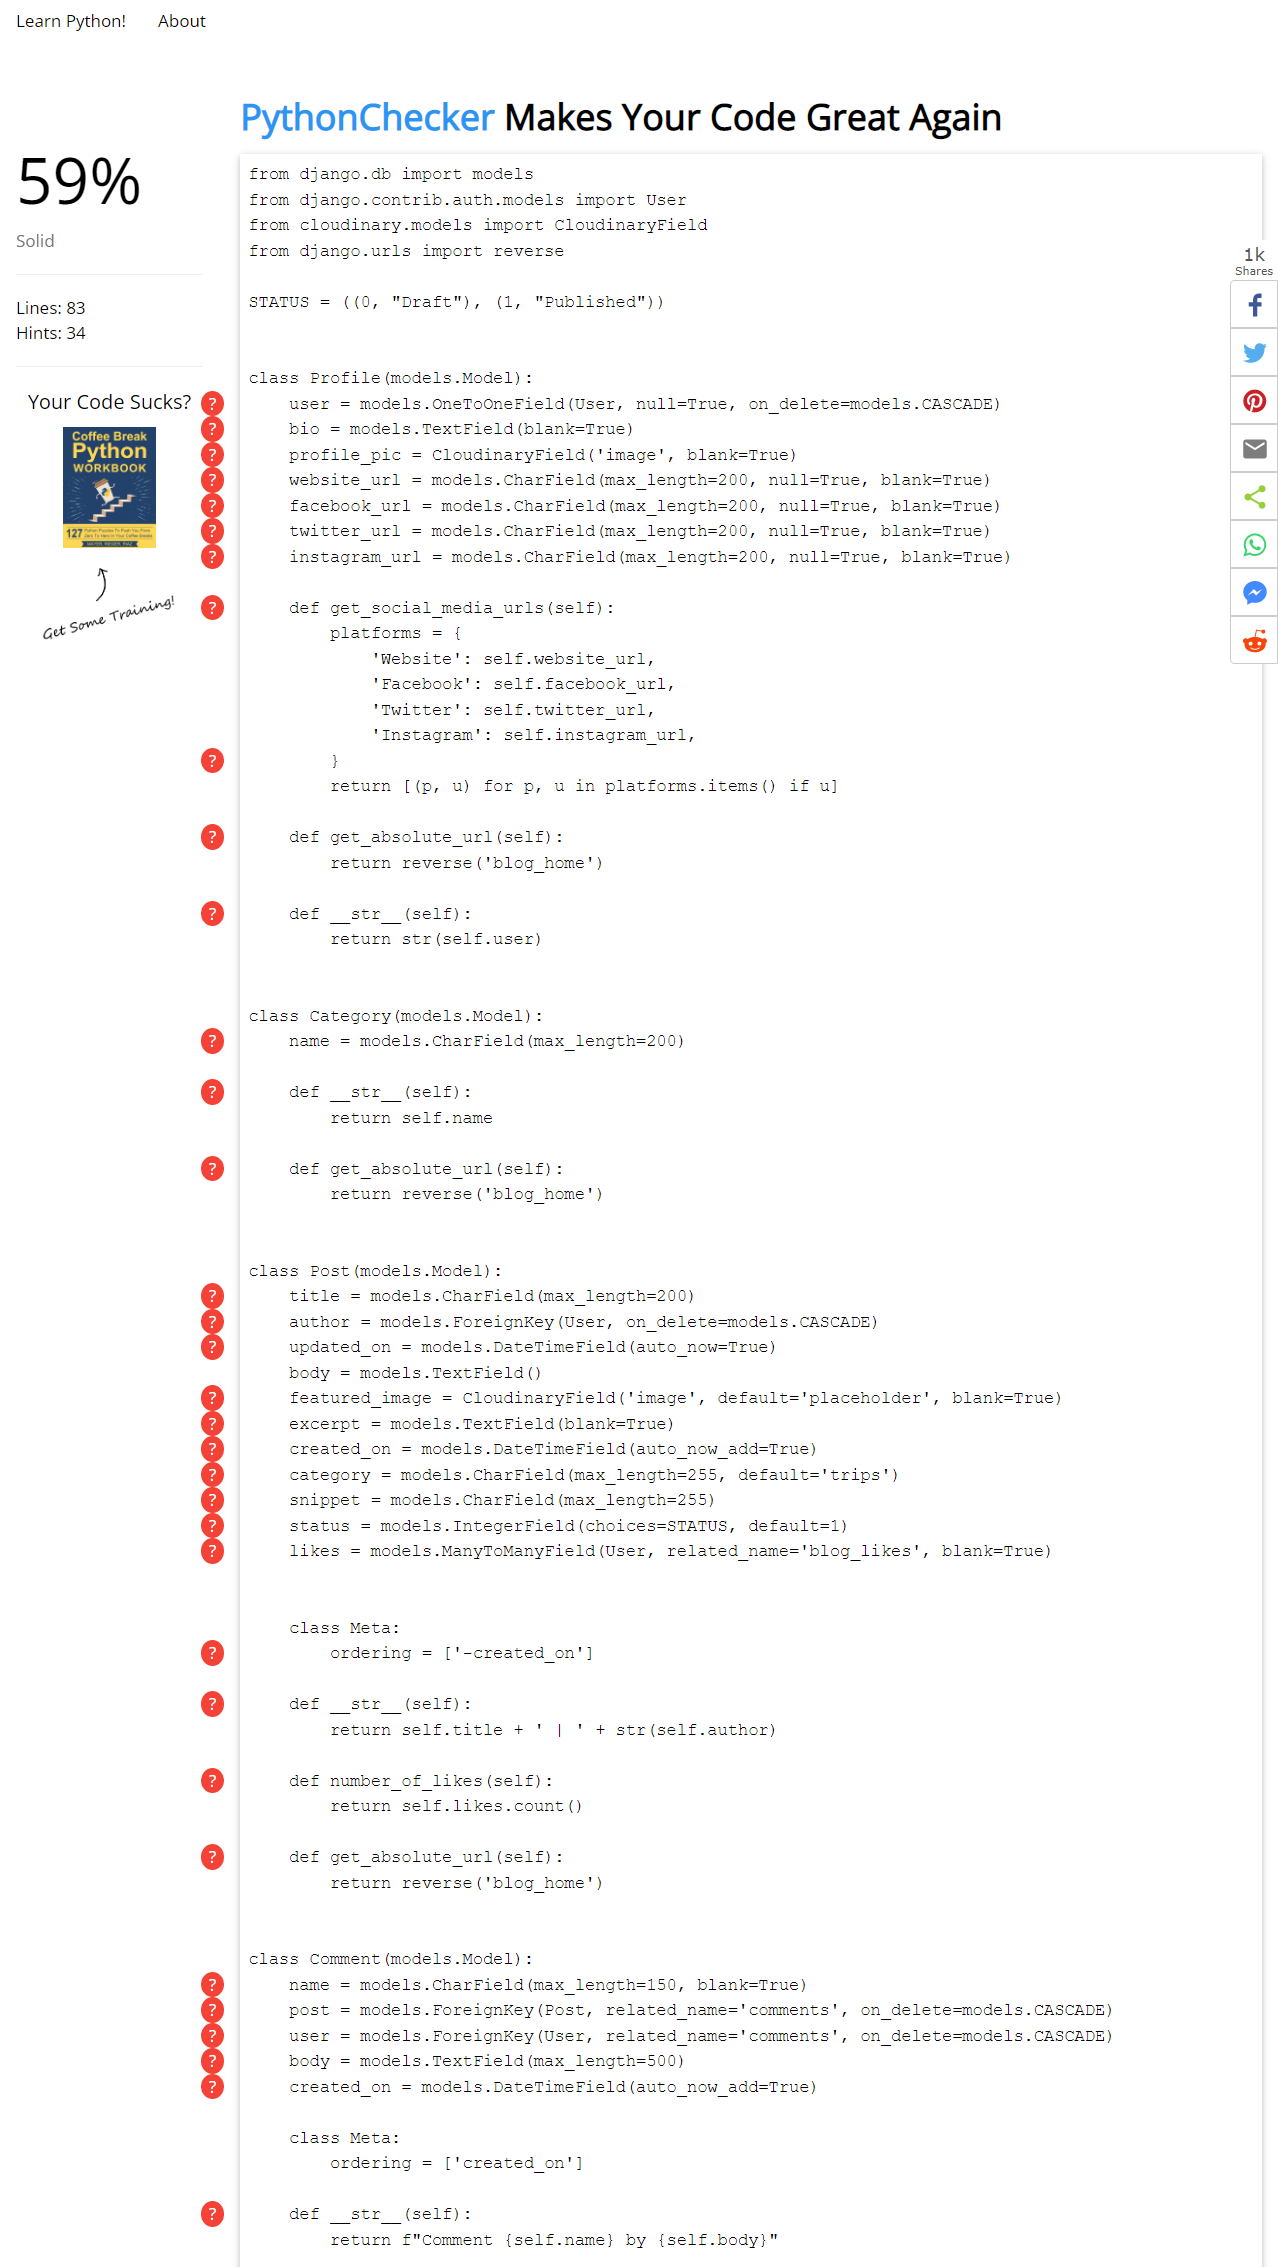 Learn Python! About
PythonChecker Makes Your Code Great Again
59%
Solid
Lines: 83
Hints: 34
Your Code Sucks?
Coffee Break
Python
WORKBOOK
127
Get Some Training!
from django.db import models
from django.contrib.auth.models import User
from cloudinary.models import CloudinaryField
from django.urls import reverse
STATUS = ((0, "Draft"), (1, "Published"))
class Profile(models.Model):
? user = models.OneToOneField(User, null=True, on_delete=models.CASCADE)
? bio = models.TextField(blank=True)
? profile_pic = CloudinaryField('image', blank=True)
? website_url = models.CharField(max_length=200, null=True, blank=True)
? facebook_url = models.CharField(max_length=200, null=True, blank=True)
? twitter_url = models.CharField(max_length=200, null=True, blank=True)
? instagram_url = models.CharField(max_length=200, null=True, blank=True)
? def get_social_media_urls(self):
platforms = {
'Website': self.website_url,
'Facebook': self.facebook_url,
'Twitter': self.twitter_url,
'Instagram': self.instagram_url,
? }
return [(p, u) for p, u in platforms.items() if u]
? def get_absolute_url(self):
return reverse('blog_home')
? def __str__(self):
return str(self.user)
class Category(models.Model):
? name = models.CharField(max_length=200)
? def __str__(self):
return self.name
? def get_absolute_url(self):
return reverse('blog_home')
class Post(models.Model):
? title = models.CharField(max_length=200)
? author = models.ForeignKey(User, on_delete=models.CASCADE)
? updated_on = models.DateTimeField(auto_now=True)
body = models.TextField()
? featured_image = CloudinaryField('image', default='placeholder', blank=True)
? excerpt = models.TextField(blank=True)
? created_on = models.DateTimeField(auto_now_add=True)
? category = models.CharField(max_length=255, default='trips')
? snippet = models.CharField(max_length=255)
? status = models.IntegerField(choices=STATUS, default=1)
? likes = models.ManyToManyField(User, related_name='blog_likes', blank=True)
class Meta:
? ordering = ['-created_on']
? def __str__(self):
return self.title + ' | ' + str(self.author)
? def number_of_likes(self):
return self.likes.count()
? def get_absolute_url(self):
return reverse('blog_home')
class Comment(models.Model):
? name = models.CharField(max_length=150, blank=True)
? post = models.ForeignKey(Post, related_name='comments', on_delete=models.CASCADE)
? user = models.ForeignKey(User, related_name='comments', on_delete=models.CASCADE)
? body = models.TextField(max_length=500)
? created_on = models.DateTimeField(auto_now_add=True)
class Meta:
ordering = ['created_on']
? def __str__(self):
return f"Comment {self.name} by {self.body}"
1k
Shares